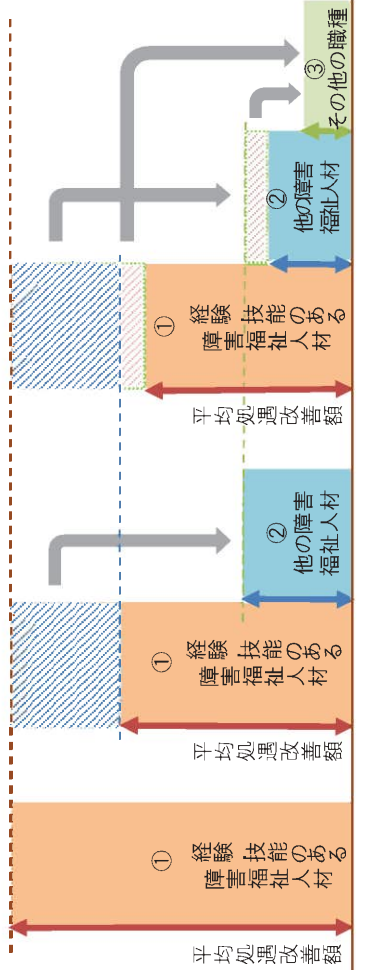 平均処遇改善額
①
経験・技能のある
障害福祉人材
平均処遇改善額
①
経験・技能のある
障害福祉人材
②
他の障害
福祉人材
平均処遇改善額
①
経験・技能のある
障害福祉人材
②
他の障害
福祉人材
③
その他の職種